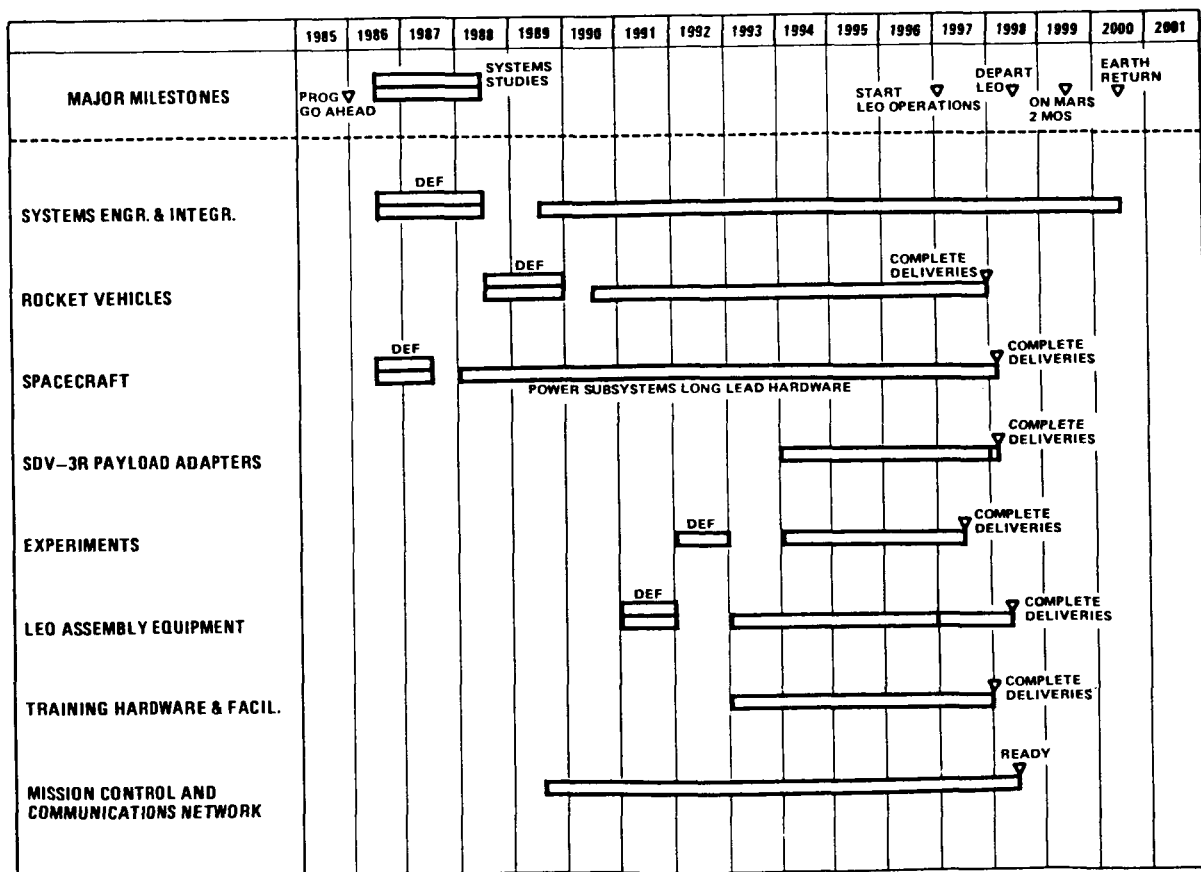 1985 1986 1987 1988 1989 1990 1991 1992 1993 1994 1995 1996 1997 1998 1999 2000 2001
MAJOR MILESTONES
PROG
GO AHEAD
SYSTEMS
STUDIES
START
LEO OPERATIONS
DEPART
LEO
ON MARS
2 MOS
EARTH
RETURN
SYSTEMS ENGR. & INTEGR.
DEF
ROCKET VEHICLES
DEF
COMPLETE
DELIVERIES
SPACECRAFT
DEF
POWER SUBSYSTEMS LONG LEAD HARDWARE
COMPLETE
DELIVERIES
SDV-3R PAYLOAD ADAPTERS
COMPLETE
DELIVERIES
EXPERIMENTS
DEF
COMPLETE
DELIVERIES
LEO ASSEMBLY EQUIPMENT
DEF
COMPLETE
DELIVERIES
TRAINING HARDWARE & FACIL.
COMPLETE
DELIVERIES
MISSION CONTROL AND
COMMUNICATIONS NETWORK
READY